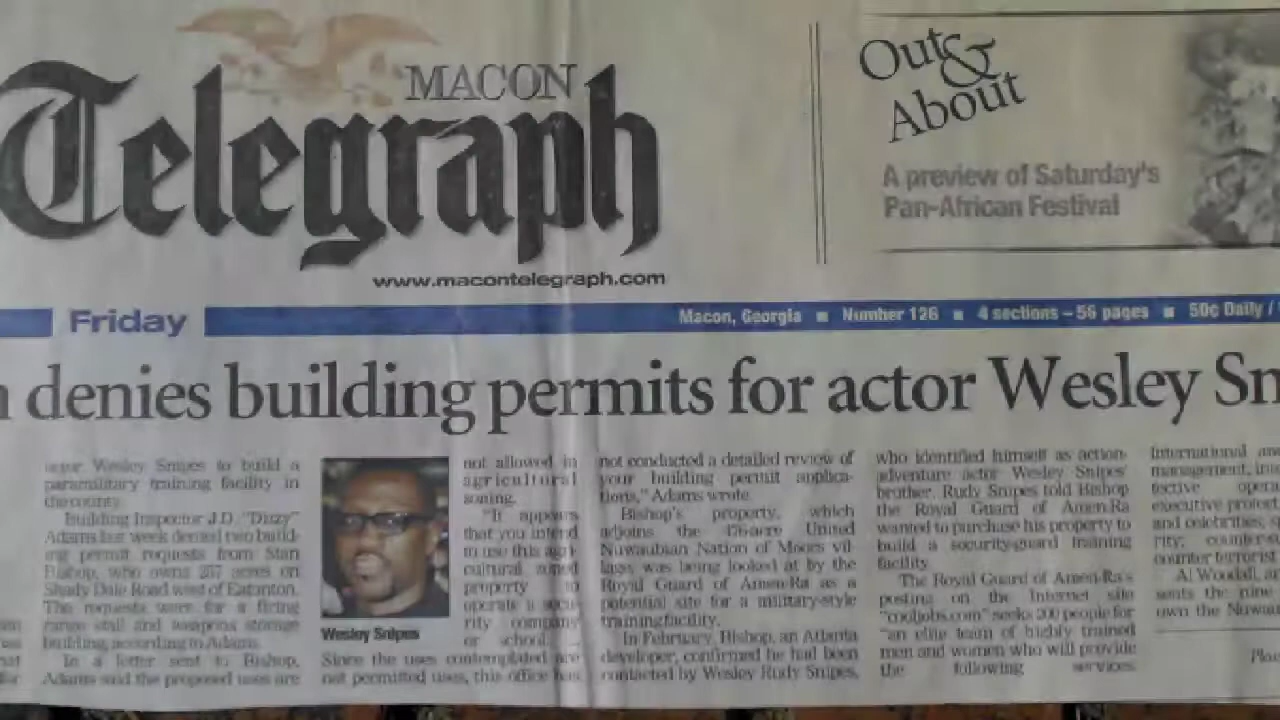 MACON
Telegraph
www.macontelegraph.com
Out &
About
A preview of Saturday's
Pan-African Festival
Friday
Macon, Georgia ■ Number 126 ■ 4 sections – 56 pages ■ 50¢ Daily /
denies building permits for actor Wesley Sn
actor Wesley Snipes to build a
paramilitary training facility in
the county.
Building Inspector J.D. "Dizzy"
Adams last week denied two build-
ing permit requests from Stan
Bishop, who owns 257 acres on
Shady Dale Road west of Eatonton.
The requests were for a firing
range stall and weapons storage
building, according to Adams.
In a letter sent to Bishop,
Adams said the proposed uses are
Wesley Snipes
not allowed in
agricultural
zoning.
"It appears
that you intend
to use this agri-
cultural zoned
property to
operate a secu-
rity company
or school.
Since the uses contemplated are
not permitted uses, this office has
not conducted a detailed review of
your building permit applica-
tions," Adams wrote.
Bishop's property, which
adjoins the 476-acre United
Nuwaubian Nation of Moors vil-
lage, was being looked at by the
Royal Guard of Amen-Ra as a
potential site for a military-style
training facility.
In February, Bishop, an Atlanta
developer, confirmed he had been
contacted by Wesley Rudy Snipes,
who identified himself as action-
adventure actor Wesley Snipes'
brother. Rudy Snipes told Bishop
the Royal Guard of Amen-Ra
wanted to purchase his property to
build a security-guard training
facility.
The Royal Guard of Amen-Ra's
posting on the Internet site
"cooljobs.com" seeks 200 people for
"an elite team of highly trained
men and women who will provide
the following services:
International an
management, inv
tective opera
executive protect
and celebrities, s
rity, counter-s
counter terrorist
Al Woodall, a
sents the nine
own the Nuwau